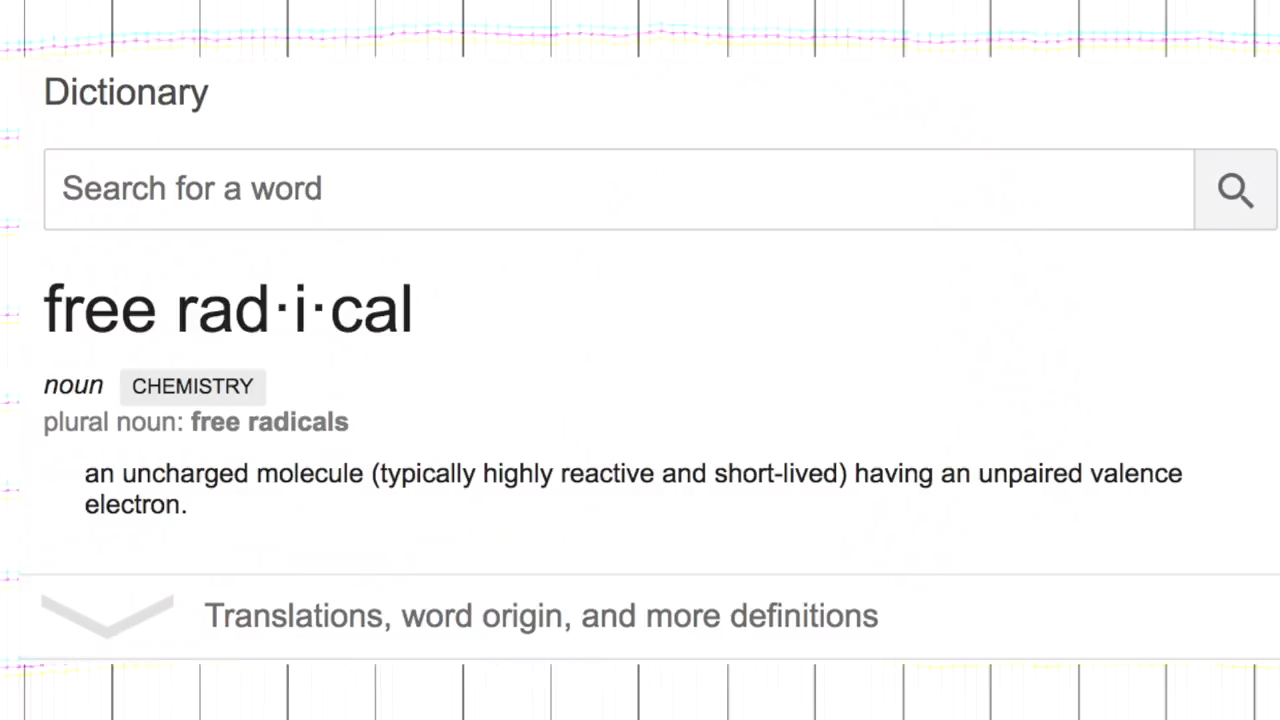 Dictionary
Search for a word
free rad·i·cal
noun CHEMISTRY
plural noun: free radicals
an uncharged molecule (typically highly reactive and short-lived) having an unpaired valence
electron.
Translations, word origin, and more definitions